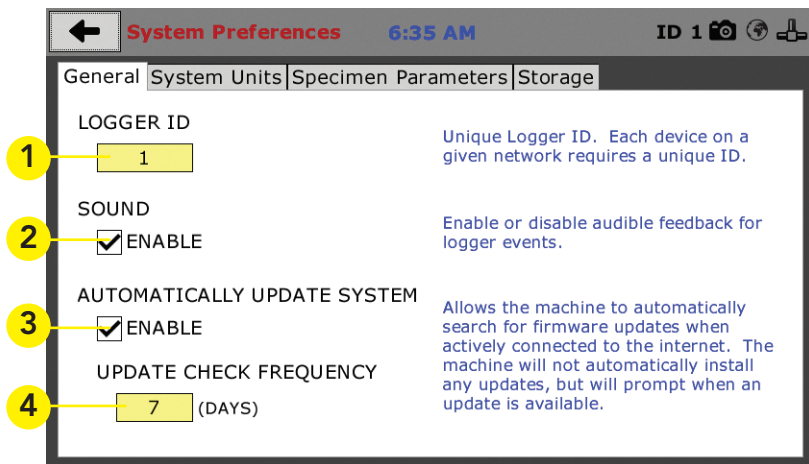 System Preferences 6:35 AM ID 1
General System Units Specimen Parameters Storage
LOGGER ID
1
1
Unique Logger ID. Each device on a
given network requires a unique ID.
SOUND
2
ENABLE
Enable or disable audible feedback for
logger events.
AUTOMATICALLY UPDATE SYSTEM
3
ENABLE
Allows the machine to automatically
search for firmware updates when
actively connected to the internet. The
machine will not automatically install
any updates, but will prompt when an
update is available.
UPDATE CHECK FREQUENCY
4
7 (DAYS)